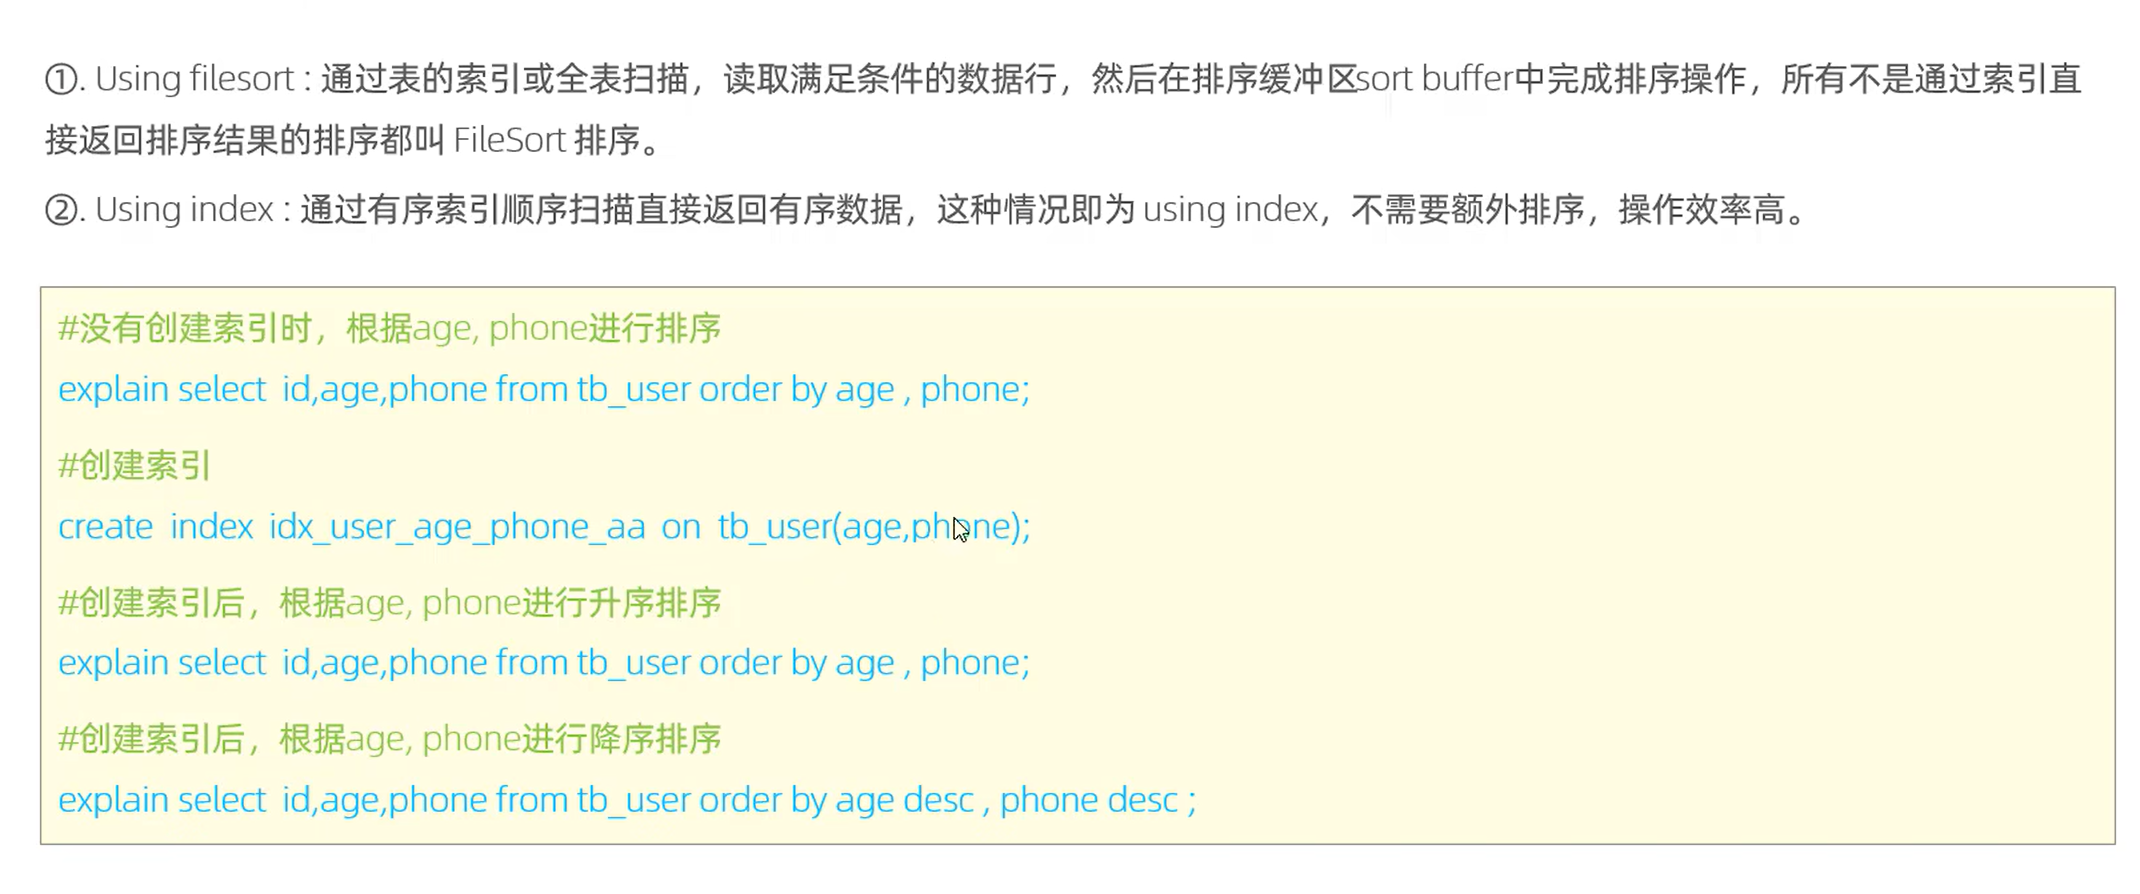 ①. Using filesort : 通过表的索引或全表扫描，读取满足条件的数据行，然后在排序缓冲区sort buffer中完成排序操作，所有不是通过索引直
接返回排序结果的排序都叫 FileSort 排序。
②. Using index : 通过有序索引顺序扫描直接返回有序数据，这种情况即为 using index，不需要额外排序，操作效率高。
#没有创建索引时，根据age, phone进行排序
explain select  id,age,phone from tb_user order by age , phone;
#创建索引
create  index  idx_user_age_phone_aa  on  tb_user(age,phone);
#创建索引后，根据age, phone进行升序排序
explain select  id,age,phone from tb_user order by age , phone;
#创建索引后，根据age, phone进行降序排序
explain select  id,age,phone from tb_user order by age desc , phone desc ;